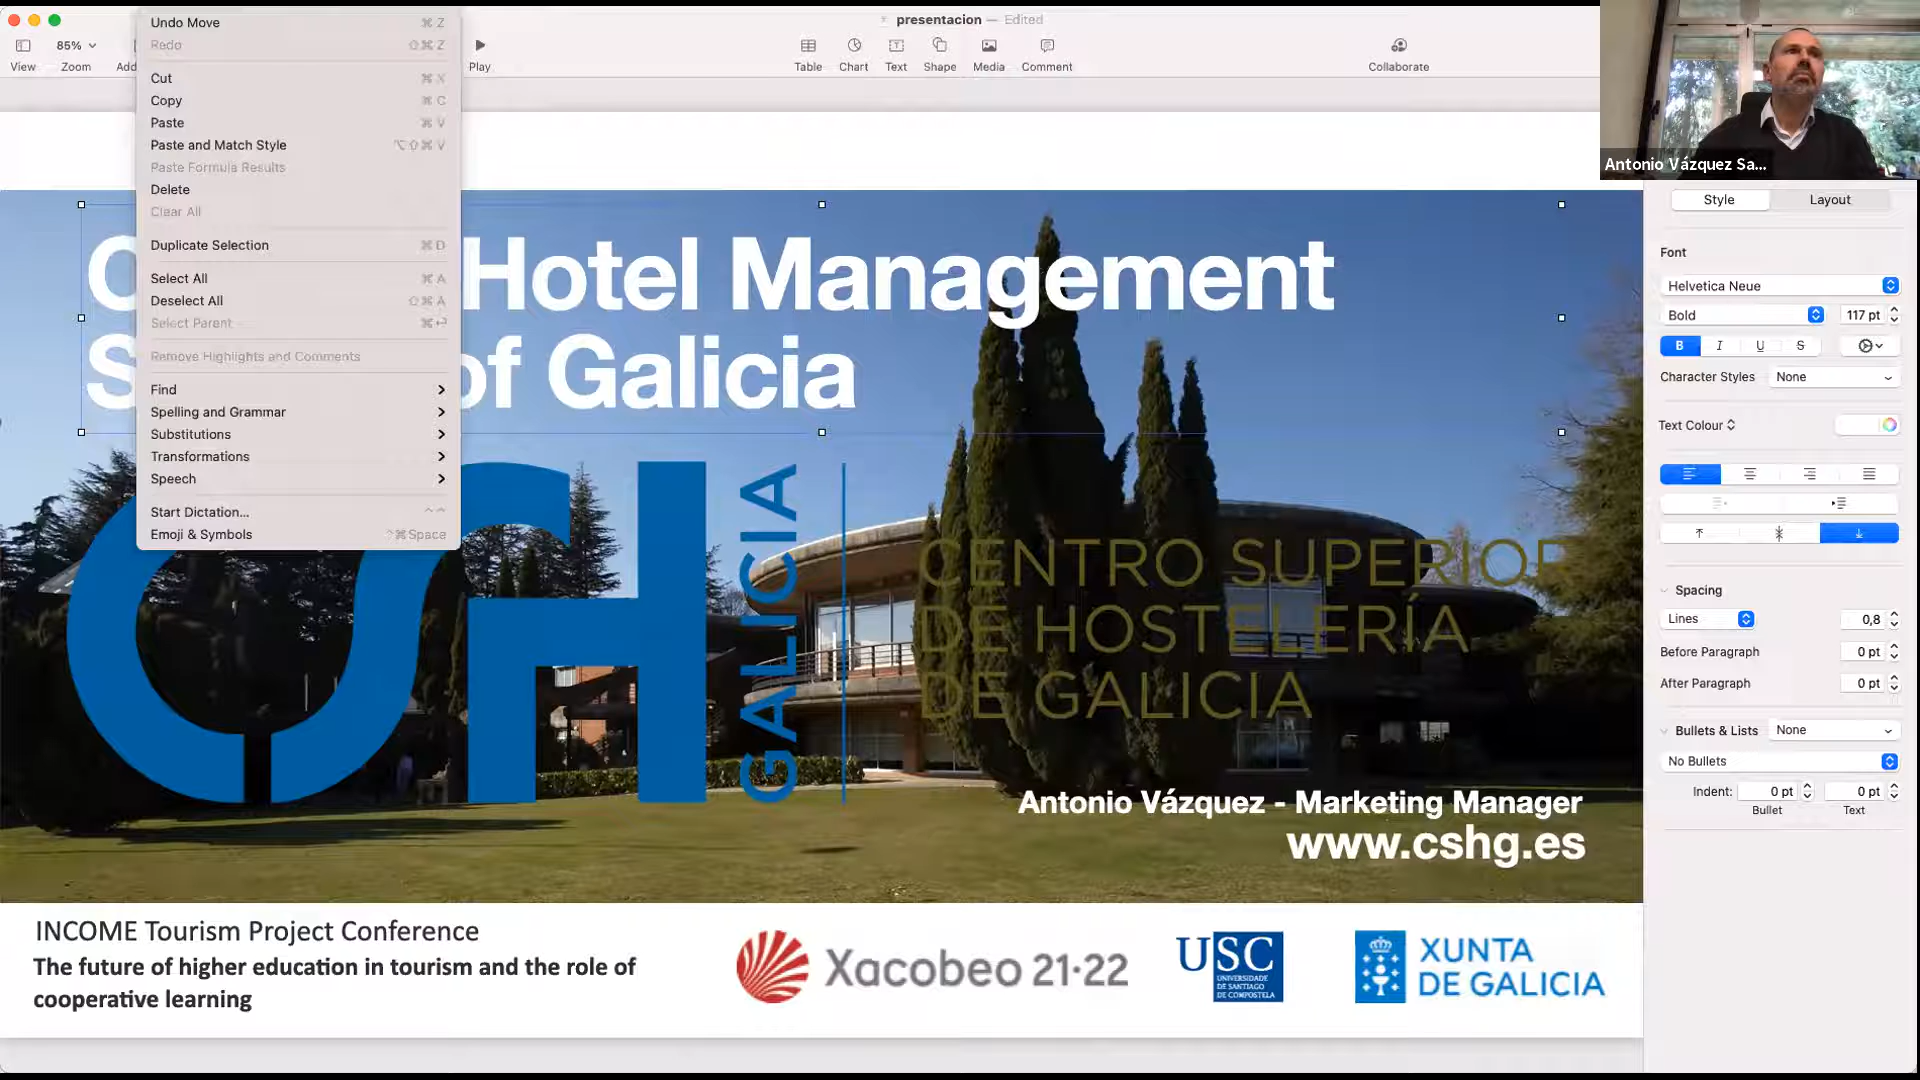 presentacion — Edited
View
85%
Zoom
Add
Play
Table
Chart
Text
Shape
Media
Comment
Collaborate
Undo Move ⌘ Z
Redo ⇧⌘ Z
Cut ⌘ X
Copy ⌘ C
Paste ⌘ V
Paste and Match Style ⌥⇧⌘ V
Paste Formula Results
Delete
Clear All
Duplicate Selection ⌘ D
Select All ⌘ A
Deselect All ⇧⌘ A
Select Parent ⌘↩
Remove Highlights and Comments
Find
Spelling and Grammar
Substitutions
Transformations
Speech
Start Dictation...
Emoji & Symbols ⌘Space
Antonio Vázquez Sa...
Hotel Management
of Galicia
CSH
GALICIA
CENTRO SUPERIOR
DE HOSTELERÍA
DE GALICIA
Antonio Vázquez - Marketing Manager
www.cshg.es
INCOME Tourism Project Conference
The future of higher education in tourism and the role of
cooperative learning
Xacobeo 21·22
USC
UNIVERSIDADE
DE SANTIAGO
DE COMPOSTELA
XUNTA
DE GALICIA
Style
Layout
Font
Helvetica Neue
Bold 117 pt
B I U S
Character Styles None
Text Colour
Spacing
Lines 0,8
Before Paragraph 0 pt
After Paragraph 0 pt
Bullets & Lists None
No Bullets
Indent: 0 pt 0 pt
Bullet Text